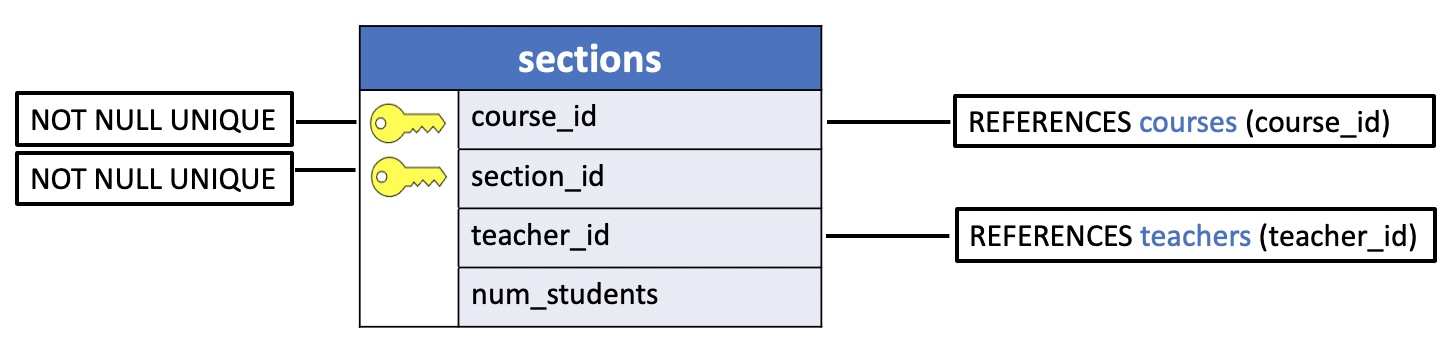 sections
NOT NULL UNIQUE
course_id
REFERENCES courses (course_id)
NOT NULL UNIQUE
section_id
teacher_id
REFERENCES teachers (teacher_id)
num_students